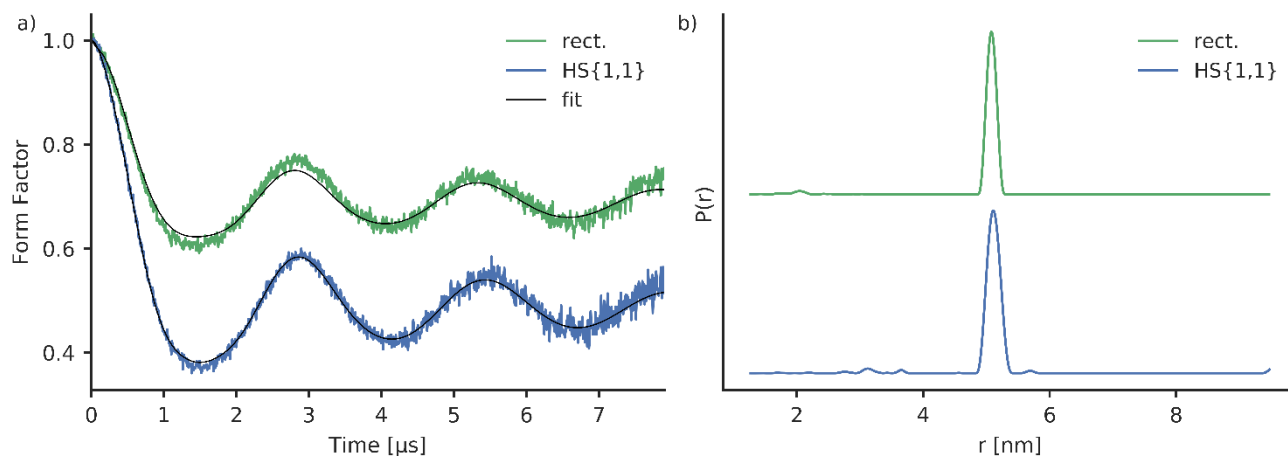 a)
1.0
0.8
0.6
0.4
Form Factor
rect.
HS{1,1}
fit
0 1 2 3 4 5 6 7
Time [µs]
b)
P(r)
rect.
HS{1,1}
2 4 6 8
r [nm]